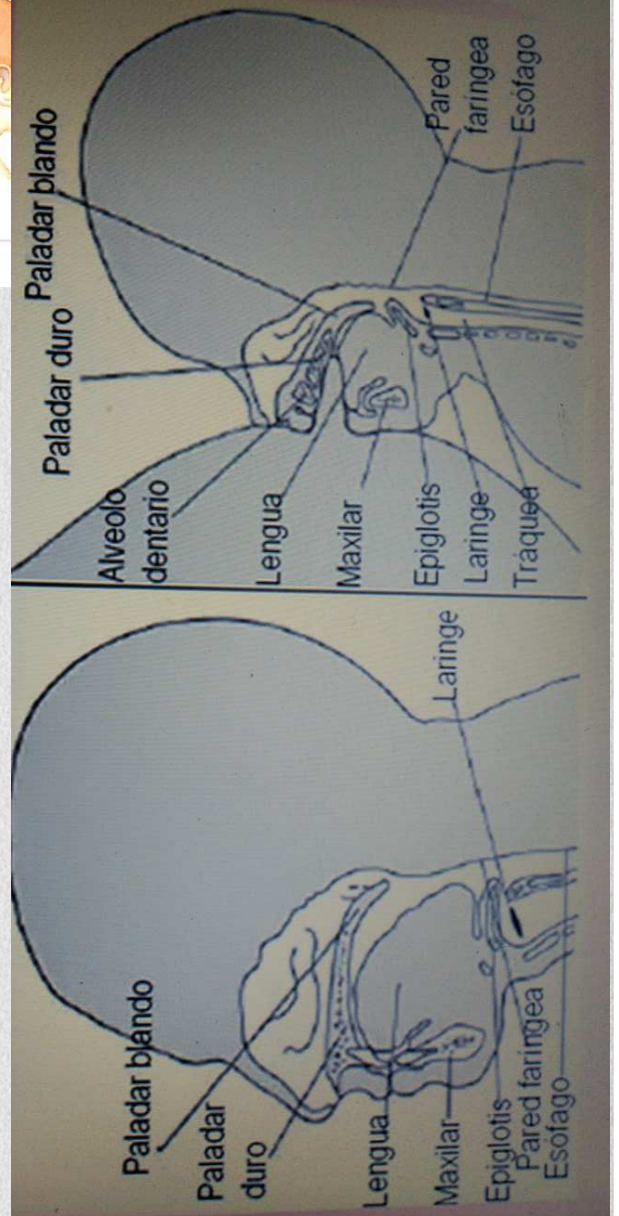 Paladar blando
Paladar
duro
Lengua
Maxilar
Epiglotis
Pared faringea
Esófago
Laringe
Paladar duro
Paladar blando
Alveolo
dentario
Lengua
Maxilar
Epiglotis
Laringe
Tráquea
Pared
faringea
Esófago